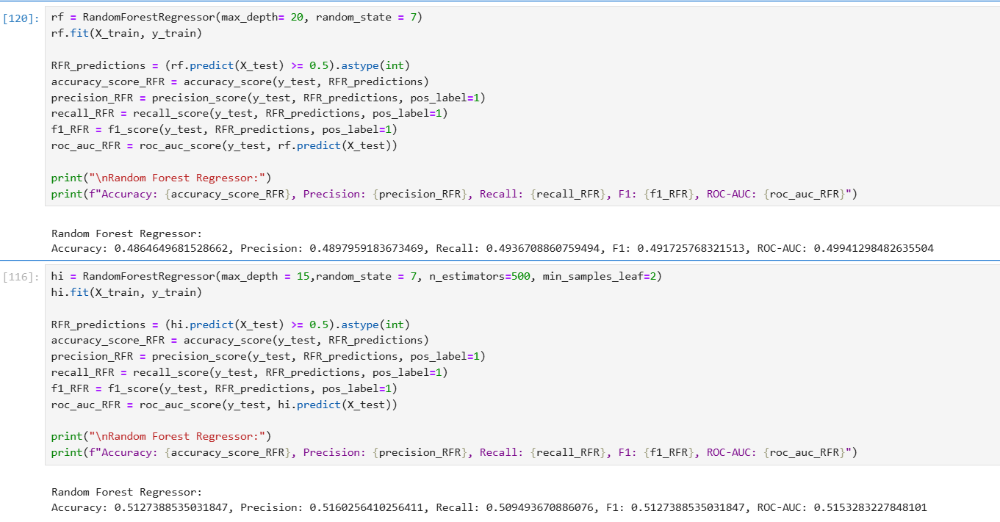 [120]:
rf = RandomForestRegressor(max_depth= 20, random_state = 7)
rf.fit(X_train, y_train)
RFR_predictions = (rf.predict(X_test) >= 0.5).astype(int)
accuracy_score_RFR = accuracy_score(y_test, RFR_predictions)
precision_RFR = precision_score(y_test, RFR_predictions, pos_label=1)
recall_RFR = recall_score(y_test, RFR_predictions, pos_label=1)
f1_RFR = f1_score(y_test, RFR_predictions, pos_label=1)
roc_auc_RFR = roc_auc_score(y_test, rf.predict(X_test))
print("\nRandom Forest Regressor:")
print(f"Accuracy: {accuracy_score_RFR}, Precision: {precision_RFR}, Recall: {recall_RFR}, F1: {f1_RFR}, ROC-AUC: {roc_auc_RFR}")
Random Forest Regressor:
Accuracy: 0.4864649681528662, Precision: 0.4897959183673469, Recall: 0.4936708860759494, F1: 0.491725768321513, ROC-AUC: 0.49941298482635504
[116]:
hi = RandomForestRegressor(max_depth = 15,random_state = 7, n_estimators=500, min_samples_leaf=2)
hi.fit(X_train, y_train)
RFR_predictions = (hi.predict(X_test) >= 0.5).astype(int)
accuracy_score_RFR = accuracy_score(y_test, RFR_predictions)
precision_RFR = precision_score(y_test, RFR_predictions, pos_label=1)
recall_RFR = recall_score(y_test, RFR_predictions, pos_label=1)
f1_RFR = f1_score(y_test, RFR_predictions, pos_label=1)
roc_auc_RFR = roc_auc_score(y_test, hi.predict(X_test))
print("\nRandom Forest Regressor:")
print(f"Accuracy: {accuracy_score_RFR}, Precision: {precision_RFR}, Recall: {recall_RFR}, F1: {f1_RFR}, ROC-AUC: {roc_auc_RFR}")
Random Forest Regressor:
Accuracy: 0.5127388535031847, Precision: 0.5160256410256411, Recall: 0.509493670886076, F1: 0.5127388535031847, ROC-AUC: 0.5153283227848101